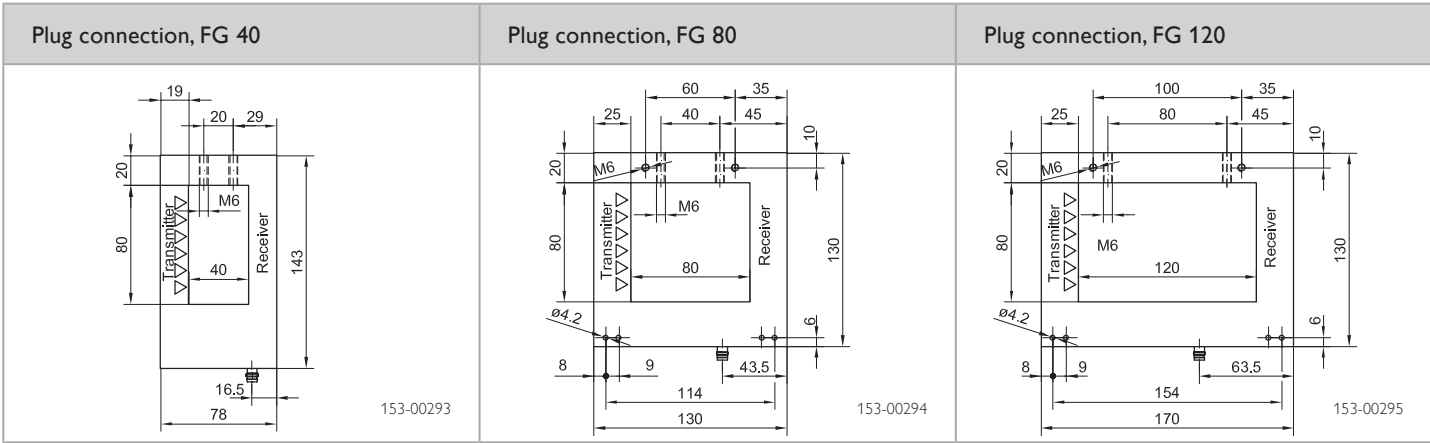 Plug connection, FG 40
Plug connection, FG 80
Plug connection, FG 120
19
20
29
20
M6
80
Transmitter
Receiver
40
143
16.5
78
153-00293
60
35
25
40
45
10
20
M6
M6
80
Transmitter
Receiver
80
130
ø4.2
6
8
9
43.5
114
130
153-00294
100
35
25
80
45
10
20
M6
M6
80
Transmitter
Receiver
120
130
ø4.2
6
8
9
63.5
154
170
153-00295